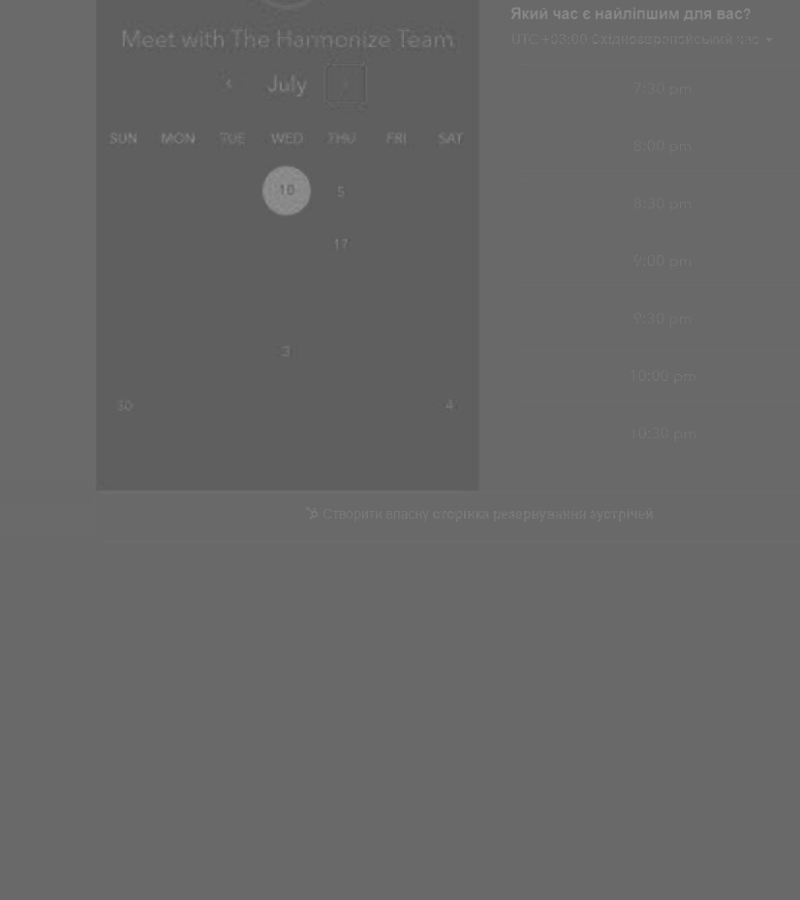 Meet with The Harmonize Team
July
SUN MON TUE WED THU FRI SAT
10 5
17
3
30 4
Який час є найліпшим для вас?
UTC +03:00 Східноєвропейський час
7:30 pm
8:00 pm
8:30 pm
9:00 pm
9:30 pm
10:00 pm
10:30 pm
Створити власну сторінка резервування зустрічей